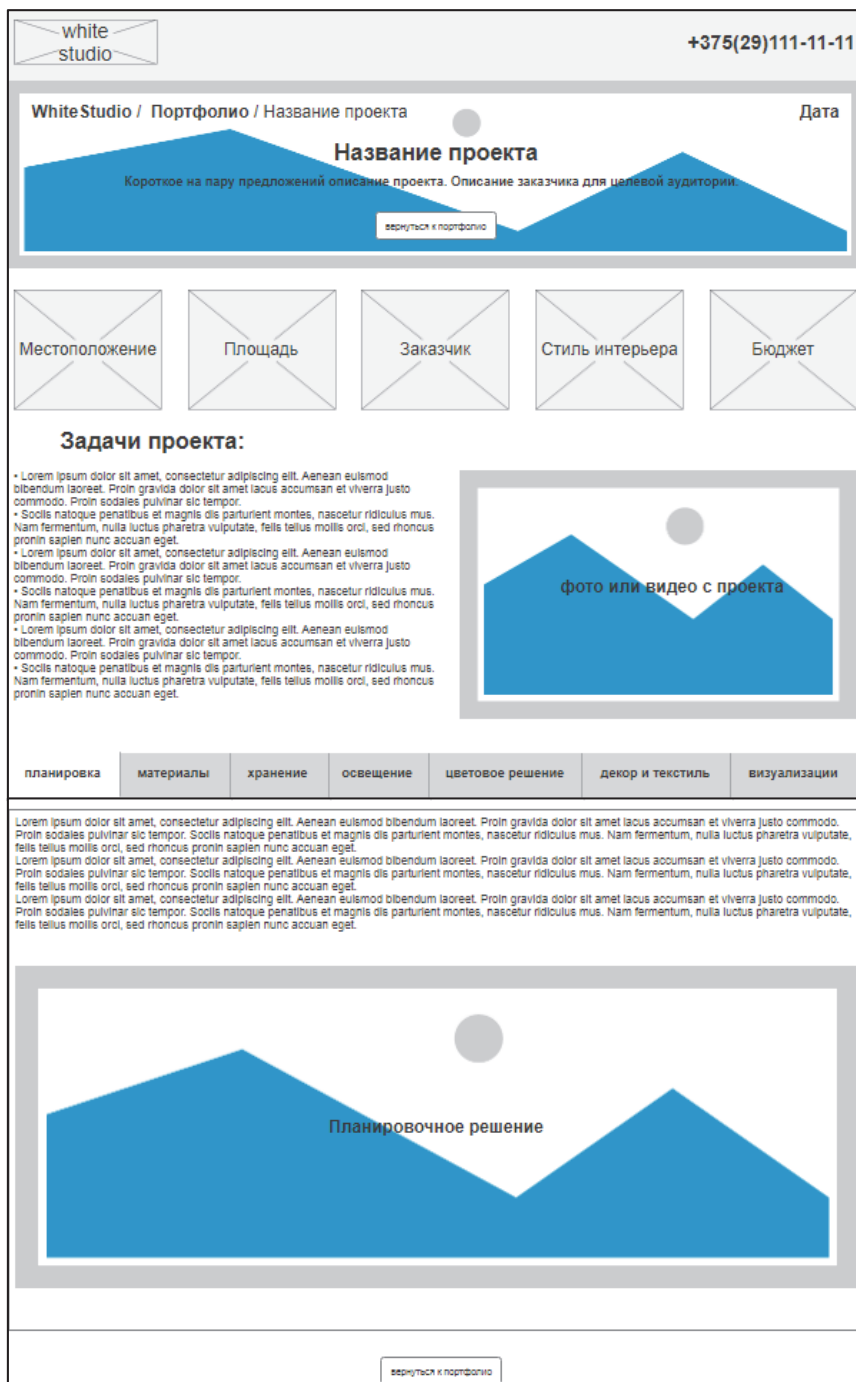 white
studio
+375(29)111-11-11
WhiteStudio / Портфолио / Название проекта
Дата
Название проекта
Короткое на пару предложений описание проекта. Описание заказчика для целевой аудитории.
вернуться к портфолио
Местоположение
Площадь
Заказчик
Стиль интерьера
Бюджет
Задачи проекта:
• Lorem ipsum dolor sit amet, consectetur adipiscing elit. Aenean euismod
bibendum laoreet. Proin gravida dolor sit amet lacus accumsan et viverra justo
commodo. Proin sodales pulvinar sic tempor.
• Sociis natoque penatibus et magnis dis parturient montes, nascetur ridiculus mus.
Nam fermentum, nulla luctus pharetra vulputate, felis tellus mollis orci, sed rhoncus
pronin sapien nunc accuan eget.
• Lorem ipsum dolor sit amet, consectetur adipiscing elit. Aenean euismod
bibendum laoreet. Proin gravida dolor sit amet lacus accumsan et viverra justo
commodo. Proin sodales pulvinar sic tempor.
• Sociis natoque penatibus et magnis dis parturient montes, nascetur ridiculus mus.
Nam fermentum, nulla luctus pharetra vulputate, felis tellus mollis orci, sed rhoncus
pronin sapien nunc accuan eget.
• Lorem ipsum dolor sit amet, consectetur adipiscing elit. Aenean euismod
bibendum laoreet. Proin gravida dolor sit amet lacus accumsan et viverra justo
commodo. Proin sodales pulvinar sic tempor.
• Sociis natoque penatibus et magnis dis parturient montes, nascetur ridiculus mus.
Nam fermentum, nulla luctus pharetra vulputate, felis tellus mollis orci, sed rhoncus
pronin sapien nunc accuan eget.
фото или видео с проекта
планировка
материалы
хранение
освещение
цветовое решение
декор и текстиль
визуализации
Lorem ipsum dolor sit amet, consectetur adipiscing elit. Aenean euismod bibendum laoreet. Proin gravida dolor sit amet lacus accumsan et viverra justo commodo.
Proin sodales pulvinar sic tempor. Sociis natoque penatibus et magnis dis parturient montes, nascetur ridiculus mus. Nam fermentum, nulla luctus pharetra vulputate,
felis tellus mollis orci, sed rhoncus pronin sapien nunc accuan eget.
Lorem ipsum dolor sit amet, consectetur adipiscing elit. Aenean euismod bibendum laoreet. Proin gravida dolor sit amet lacus accumsan et viverra justo commodo.
Proin sodales pulvinar sic tempor. Sociis natoque penatibus et magnis dis parturient montes, nascetur ridiculus mus. Nam fermentum, nulla luctus pharetra vulputate,
felis tellus mollis orci, sed rhoncus pronin sapien nunc accuan eget.
Lorem ipsum dolor sit amet, consectetur adipiscing elit. Aenean euismod bibendum laoreet. Proin gravida dolor sit amet lacus accumsan et viverra justo commodo.
Proin sodales pulvinar sic tempor. Sociis natoque penatibus et magnis dis parturient montes, nascetur ridiculus mus. Nam fermentum, nulla luctus pharetra vulputate,
felis tellus mollis orci, sed rhoncus pronin sapien nunc accuan eget.
Планировочное решение
вернуться к портфолио